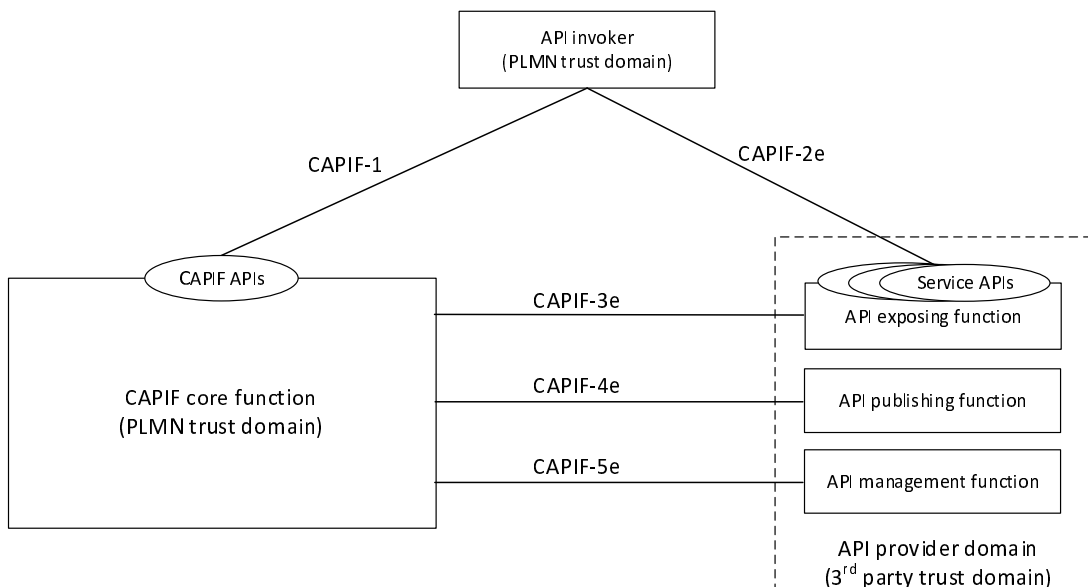 API invoker
(PLMN trust domain)
CAPIF-1
CAPIF-2e
CAPIF APIs
Service APIs
API exposing function
CAPIF-3e
CAPIF core function
(PLMN trust domain)
CAPIF-4e
API publishing function
CAPIF-5e
API management function
API provider domain
(3rd party trust domain)